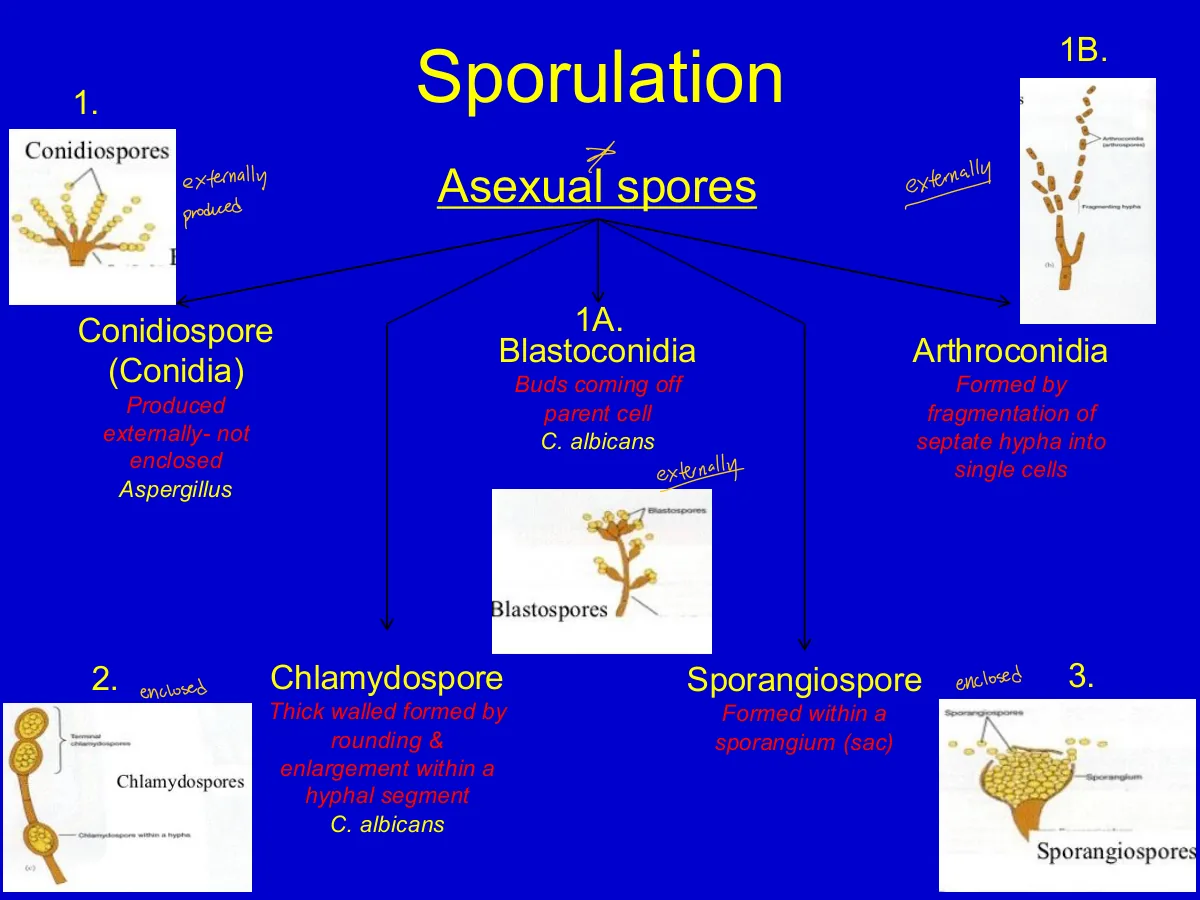 Sporulation
1B.
1.
Conidiospores
externally
produced
Asexual spores
externally
Arthroconidia
(arthrospores)
Fragmenting hypha
(b)
Conidiospore
(Conidia)
Produced
externally- not
enclosed
Aspergillus
1A.
Blastoconidia
Buds coming off
parent cell
C. albicans
externally
Blastospores
Blastospores
Arthroconidia
Formed by
fragmentation of
septate hypha into
single cells
2.
enclosed
Terminal
chlamydospores
Chlamydospores
Chlamydospore within a hypha
(c)
Chlamydospore
Thick walled formed by
rounding &
enlargement within a
hyphal segment
C. albicans
Sporangiospore
Formed within a
sporangium (sac)
enclosed
3.
Sporangiospores
Sporangium
Sporangiospores